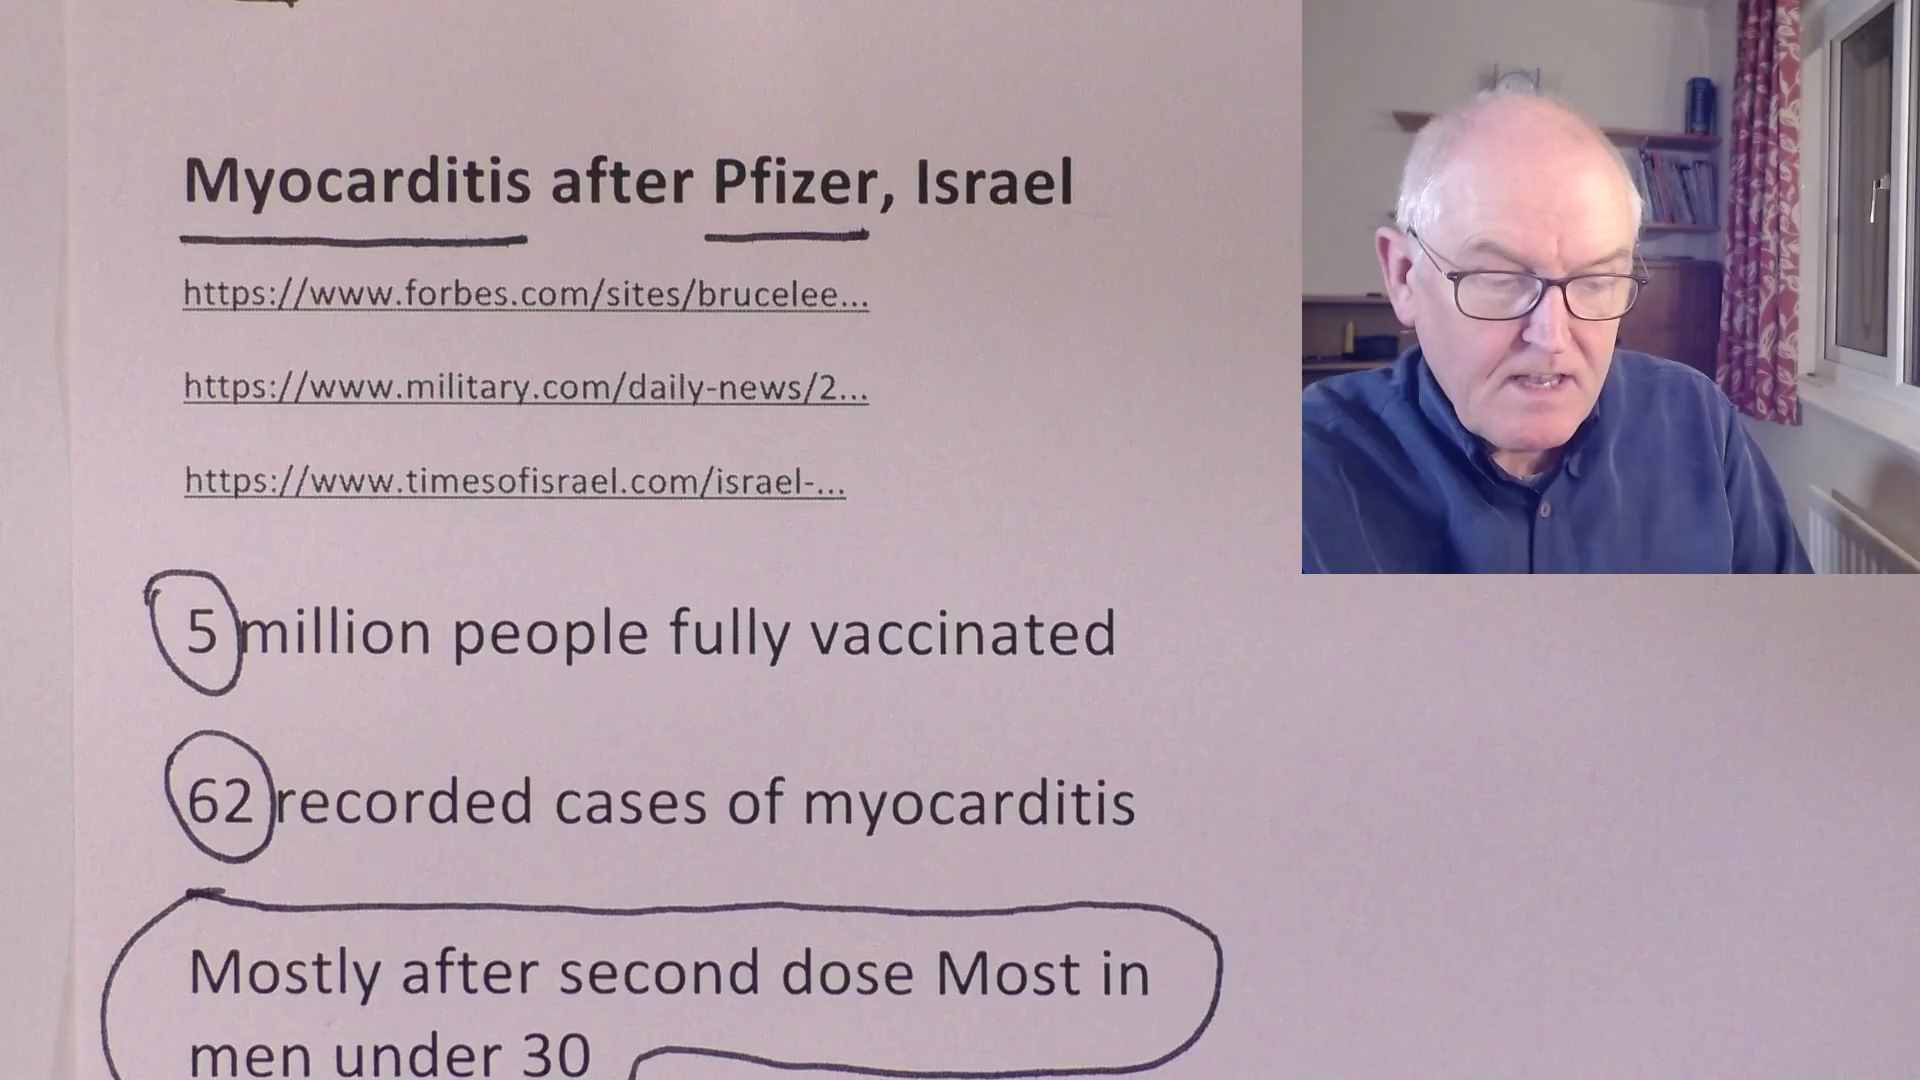 Myocarditis after Pfizer, Israel
https://www.forbes.com/sites/brucelee...
https://www.military.com/daily-news/2...
https://www.timesofisrael.com/israel-...
5 million people fully vaccinated
62 recorded cases of myocarditis
Mostly after second dose Most in
men under 30